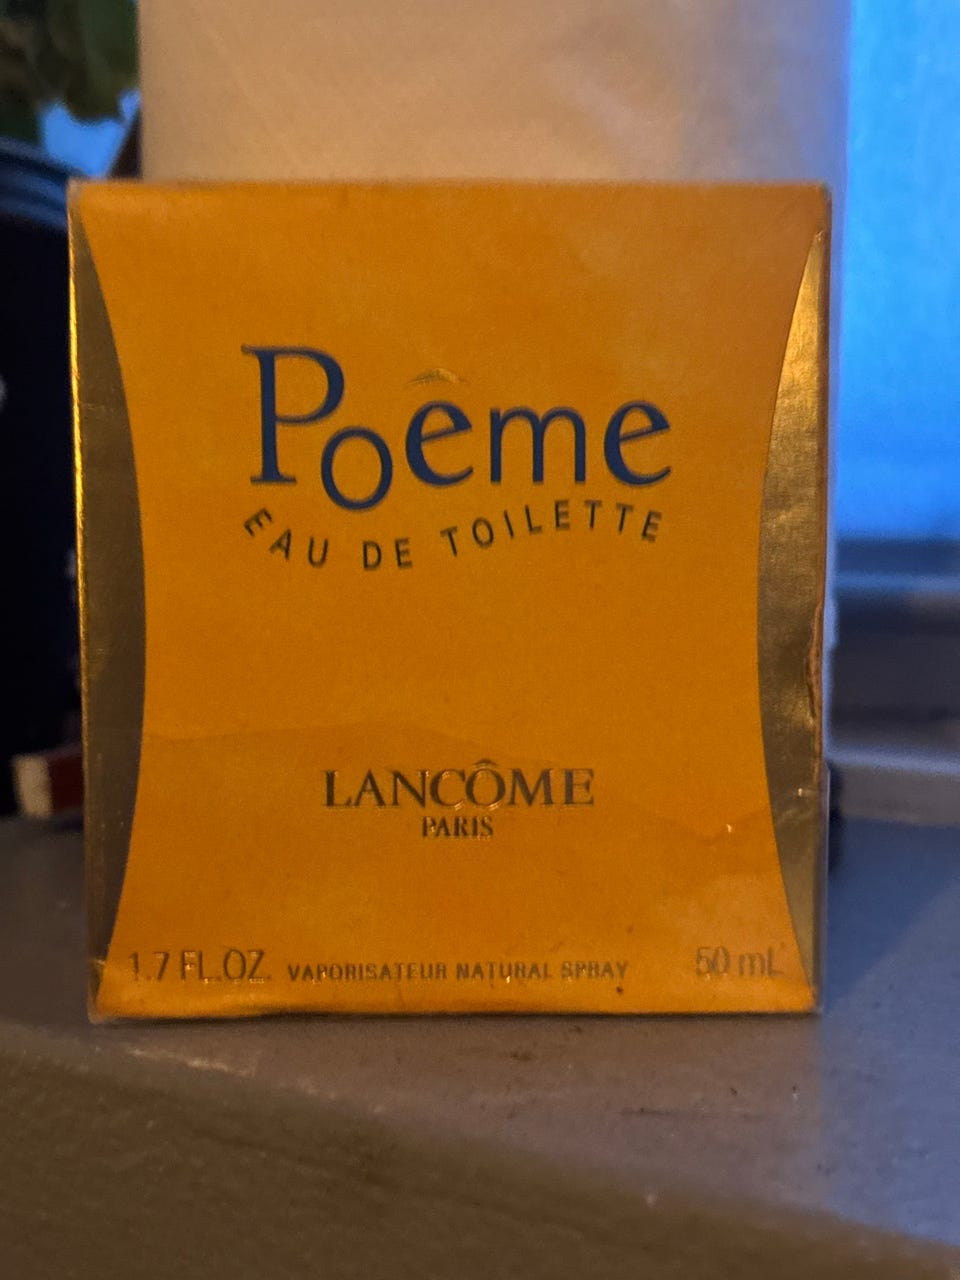 Poême
EAU DE TOILETTE
LANCÔME
PARIS
1.7 FL.OZ. VAPORISATEUR NATURAL SPRAY 50 mL